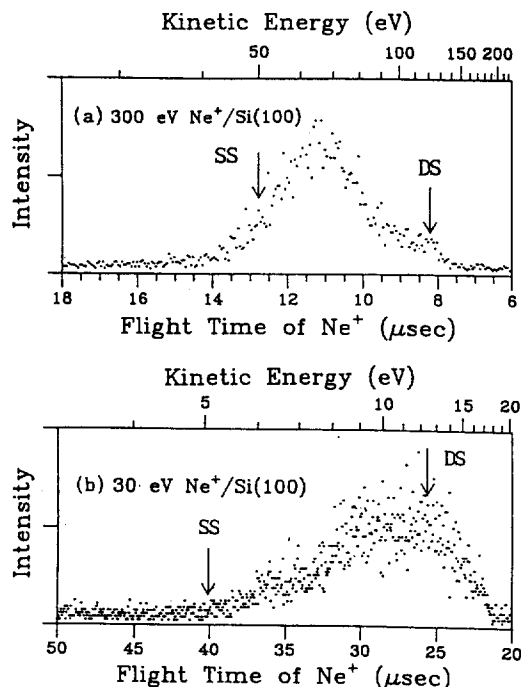 Kinetic Energy (eV)
50 100 150 200
(a) 300 eV Ne⁺/Si(100)
SS
DS
Intensity
18 16 14 12 10 8 6
Flight Time of Ne⁺ (μsec)
Kinetic Energy (eV)
5 10 15 20
(b) 30 eV Ne⁺/Si(100)
DS
SS
Intensity
50 45 40 35 30 25 20
Flight Time of Ne⁺ (μsec)